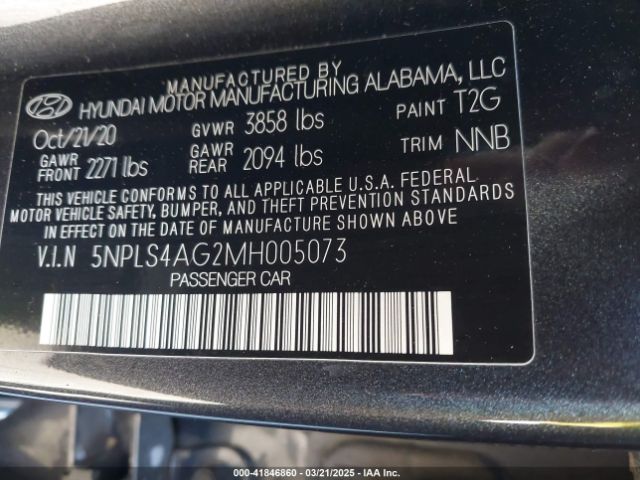 MANUFACTURED BY
HYUNDAI MOTOR MANUFACTURING ALABAMA, LLC
Oct/21/20 GVWR 3858 lbs PAINT T2G
GAWR FRONT 2271 lbs GAWR REAR 2094 lbs TRIM NNB
THIS VEHICLE CONFORMS TO ALL APPLICABLE U.S.A. FEDERAL
MOTOR VEHICLE SAFETY, BUMPER, AND THEFT PREVENTION STANDARDS
IN EFFECT ON THE DATE OF MANUFACTURE SHOWN ABOVE
V.I.N 5NPLS4AG2MH005073
PASSENGER CAR
000-41846860 - 03/21/2025 - IAA Inc.